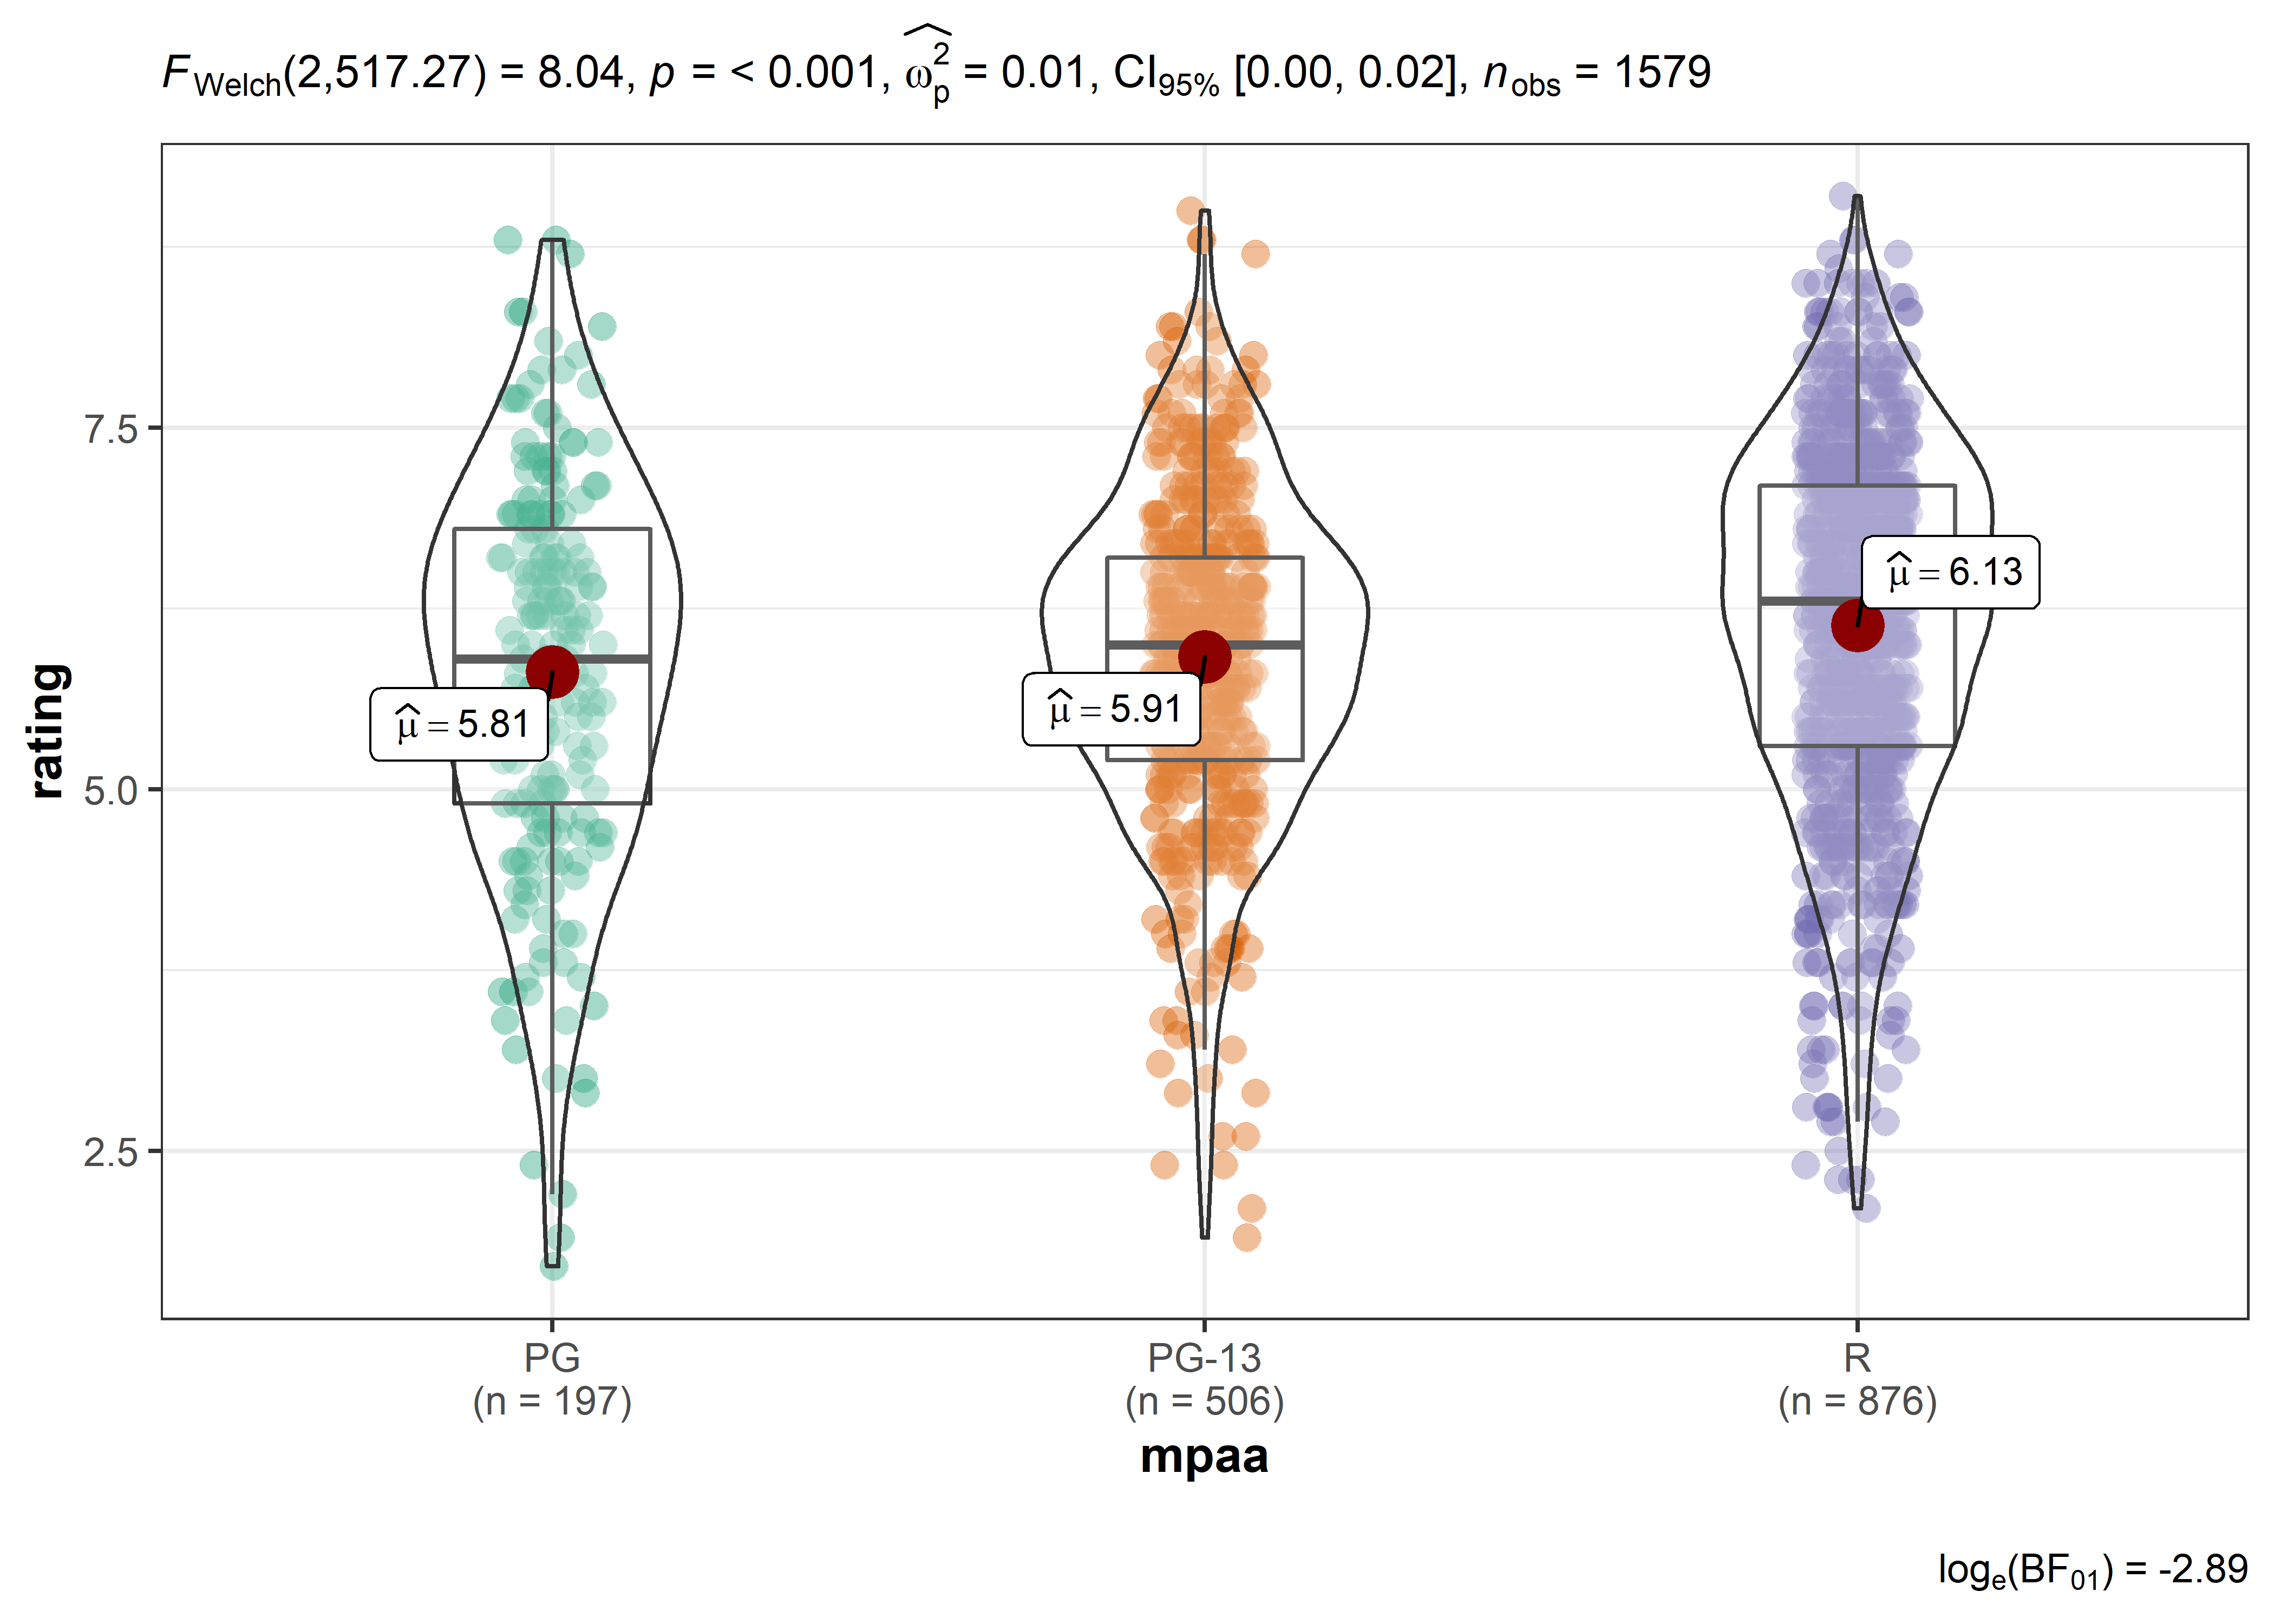 F Welch(2,517.27) = 8.04, p = < 0.001, ω̂²p = 0.01, CI95% [0.00, 0.02], nobs = 1579
rating
7.5
5.0
2.5
μ̂ = 5.81
μ̂ = 5.91
μ̂ = 6.13
PG
(n = 197)
PG-13
(n = 506)
R
(n = 876)
mpaa
loge(BF01) = -2.89